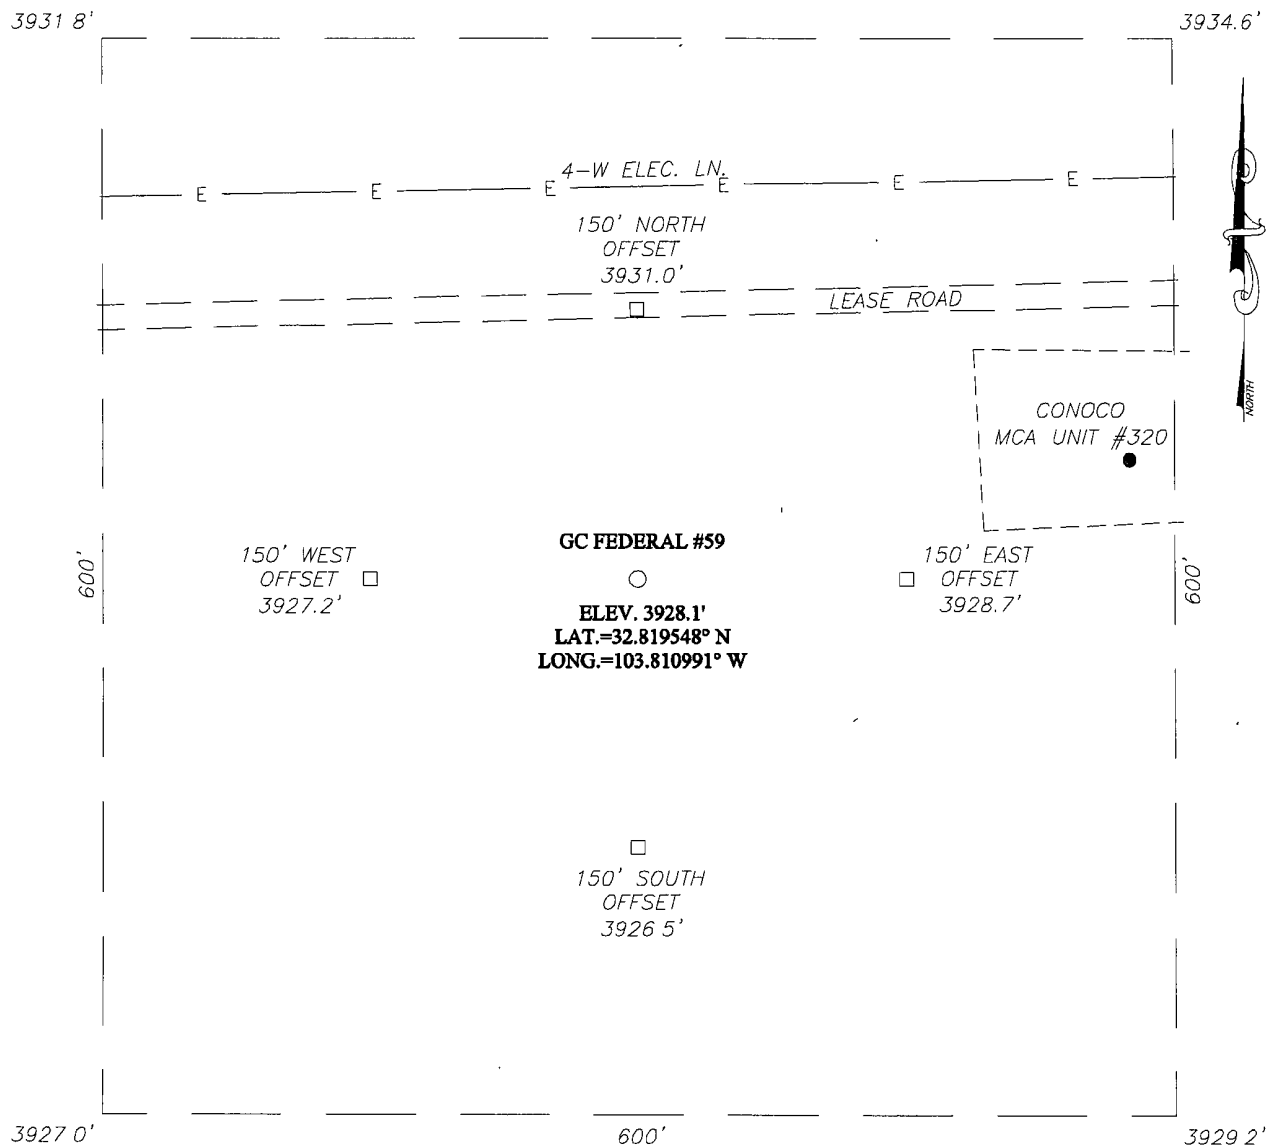 3931 8'
3934.6'
4-W ELEC. LN.
E E E E E E
150' NORTH
OFFSET
3931.0'
LEASE ROAD
NORTH
CONOCO
MCA UNIT #320
GC FEDERAL #59
150' WEST
OFFSET
3927.2'
600'
150' EAST
OFFSET
3928.7'
600'
ELEV. 3928.1'
LAT.=32.819548° N
LONG.=103.810991° W
150' SOUTH
OFFSET
3926 5'
3927 0'
600'
3929 2'